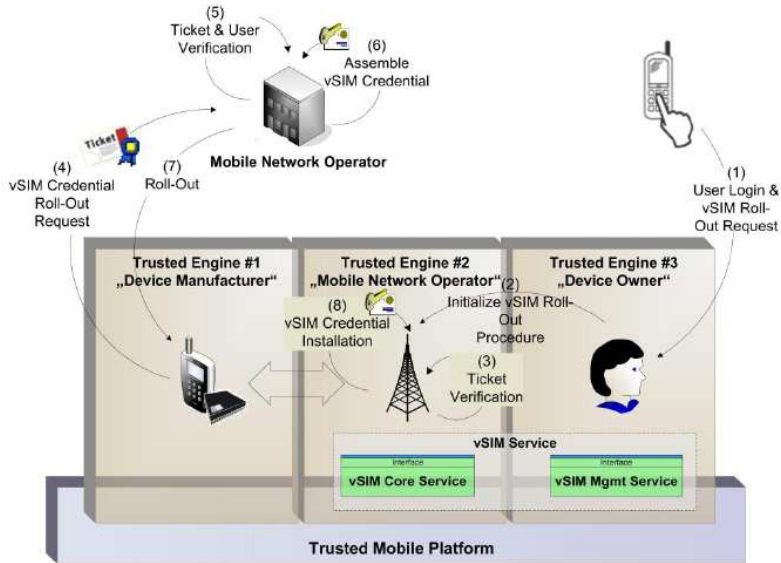 (5)
Ticket & User
Verification
(6)
Assemble
vSIM Credential
Ticket
Mobile Network Operator
(4)
vSIM Credential
Roll-Out
Request
(7)
Roll-Out
(1)
User Login &
vSIM Roll-
Out Request
Trusted Engine #1
„Device Manufacturer“
Trusted Engine #2
„Mobile Network Operator“
Trusted Engine #3
„Device Owner“
(2)
Initialize vSIM Roll-
Out
Procedure
(8)
vSIM Credential
Installation
(3)
Ticket
Verification
vSIM Service
Interface
vSIM Core Service
Interface
vSIM Mgmt Service
Trusted Mobile Platform